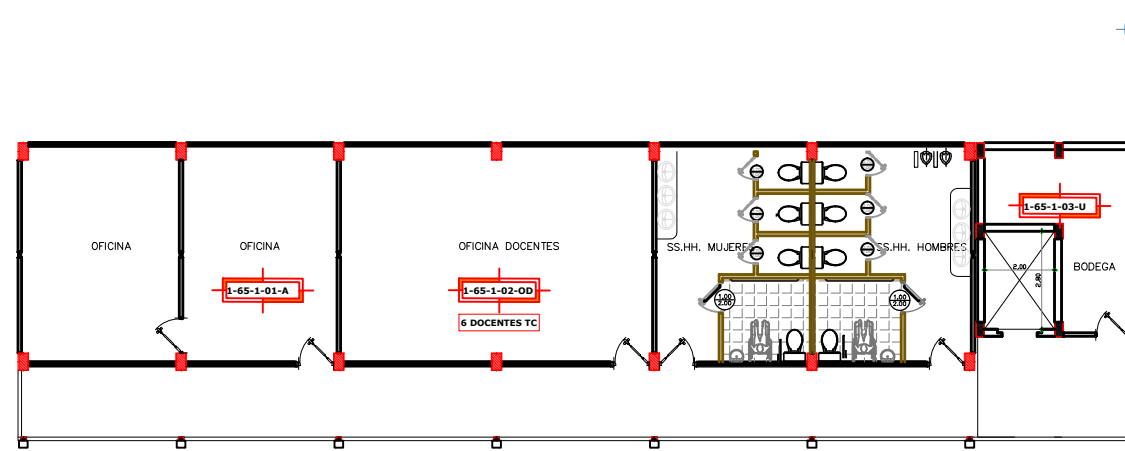 1-65-1-03-U
OFICINA
OFICINA
OFICINA DOCENTES
SS.HH. MUJERES
SS.HH. HOMBRES
2.00
2.80
BODEGA
1-65-1-01-A
1-65-1-02-OD
6 DOCENTES TC
1.00
2.00
1.00
2.00